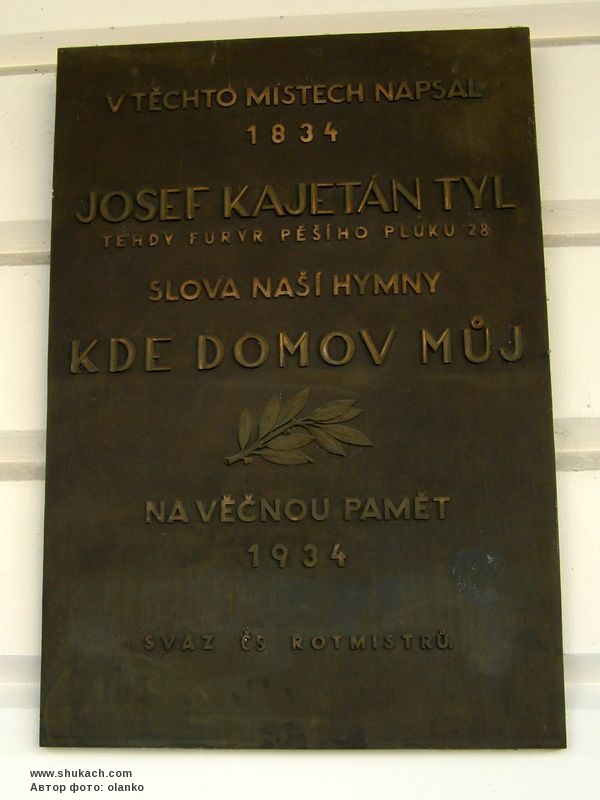 V TĚCHTO MÍSTECH NAPSAL
1834
JOSEF KAJETÁN TYL
TEHDY FURÝR PĚŠÍHO PLUKU 28
SLOVA NAŠÍ HYMNY
KDE DOMOV MŮJ
NA VĚČNOU PAMĚT
1934
SVAZ ČS ROTMISTRŮ
www.shukach.com
Автор фото: olanko